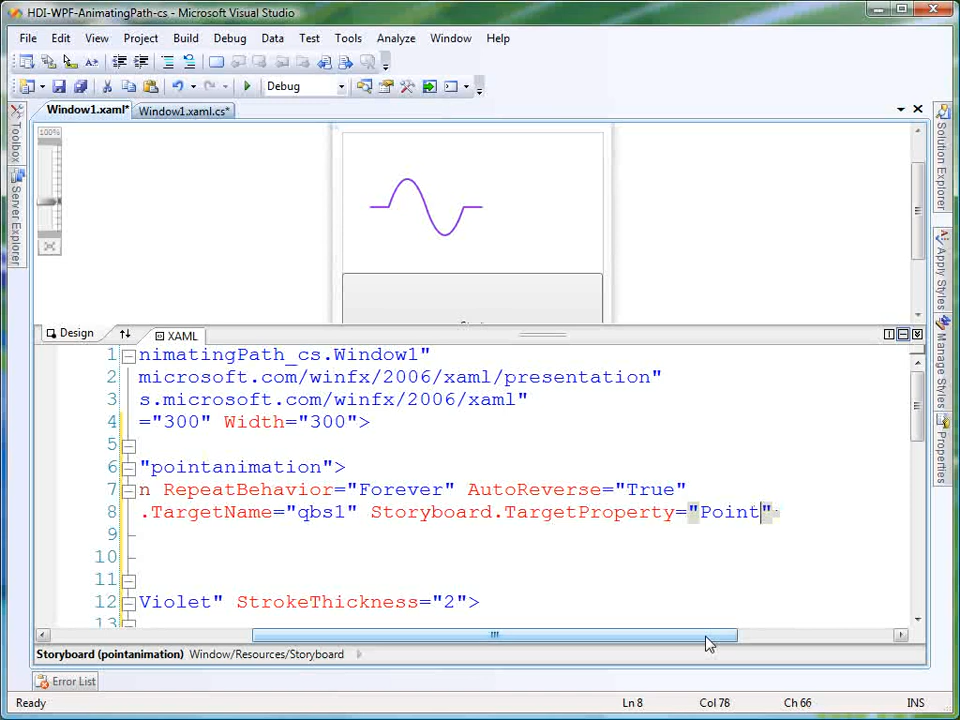 HDI-WPF-AnimatingPath-cs - Microsoft Visual Studio
File Edit View Project Build Debug Data Test Tools Analyze Window Help
Debug
Window1.xaml* Window1.xaml.cs*
100%
Toolbox
Server Explorer
Solution Explorer
Apply Styles
Manage Styles
Properties
Design XAML
1 nimatingPath_cs.Window1"
2 microsoft.com/winfx/2006/xaml/presentation"
3 s.microsoft.com/winfx/2006/xaml"
4 ="300" Width="300">
5
6 "pointanimation">
7 n RepeatBehavior="Forever" AutoReverse="True"
8 .TargetName="qbs1" Storyboard.TargetProperty="Point"
9
10
11
12 Violet" StrokeThickness="2">
13
Storyboard (pointanimation) Window/Resources/Storyboard
Error List
Ready Ln 8 Col 78 Ch 66 INS